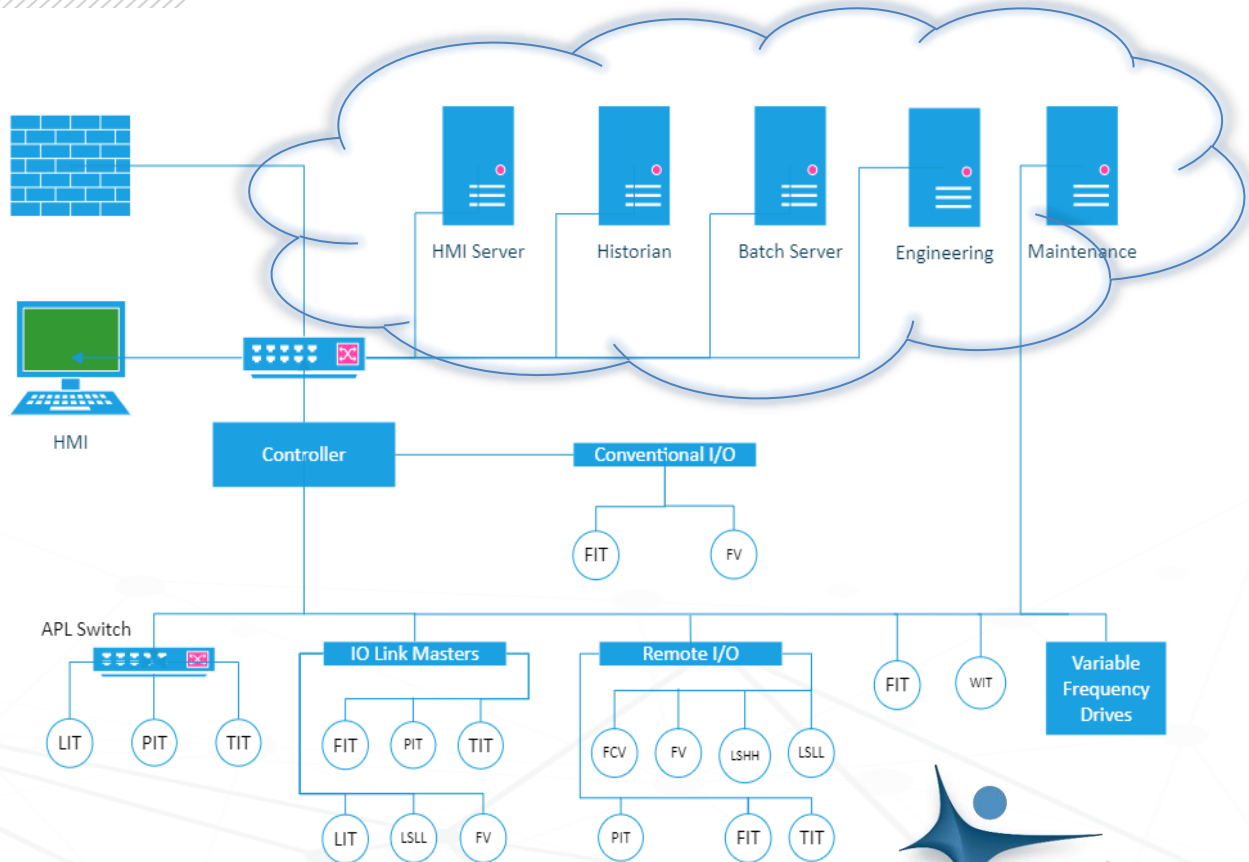 HMI Server
Historian
Batch Server
Engineering
Maintenance
HMI
Controller
Conventional I/O
FIT
FV
APL Switch
IO Link Masters
Remote I/O
FIT
WIT
Variable
Frequency
Drives
LIT
PIT
TIT
FIT
PIT
TIT
FCV
FV
LSHH
LSLL
LIT
LSLL
FV
PIT
FIT
TIT